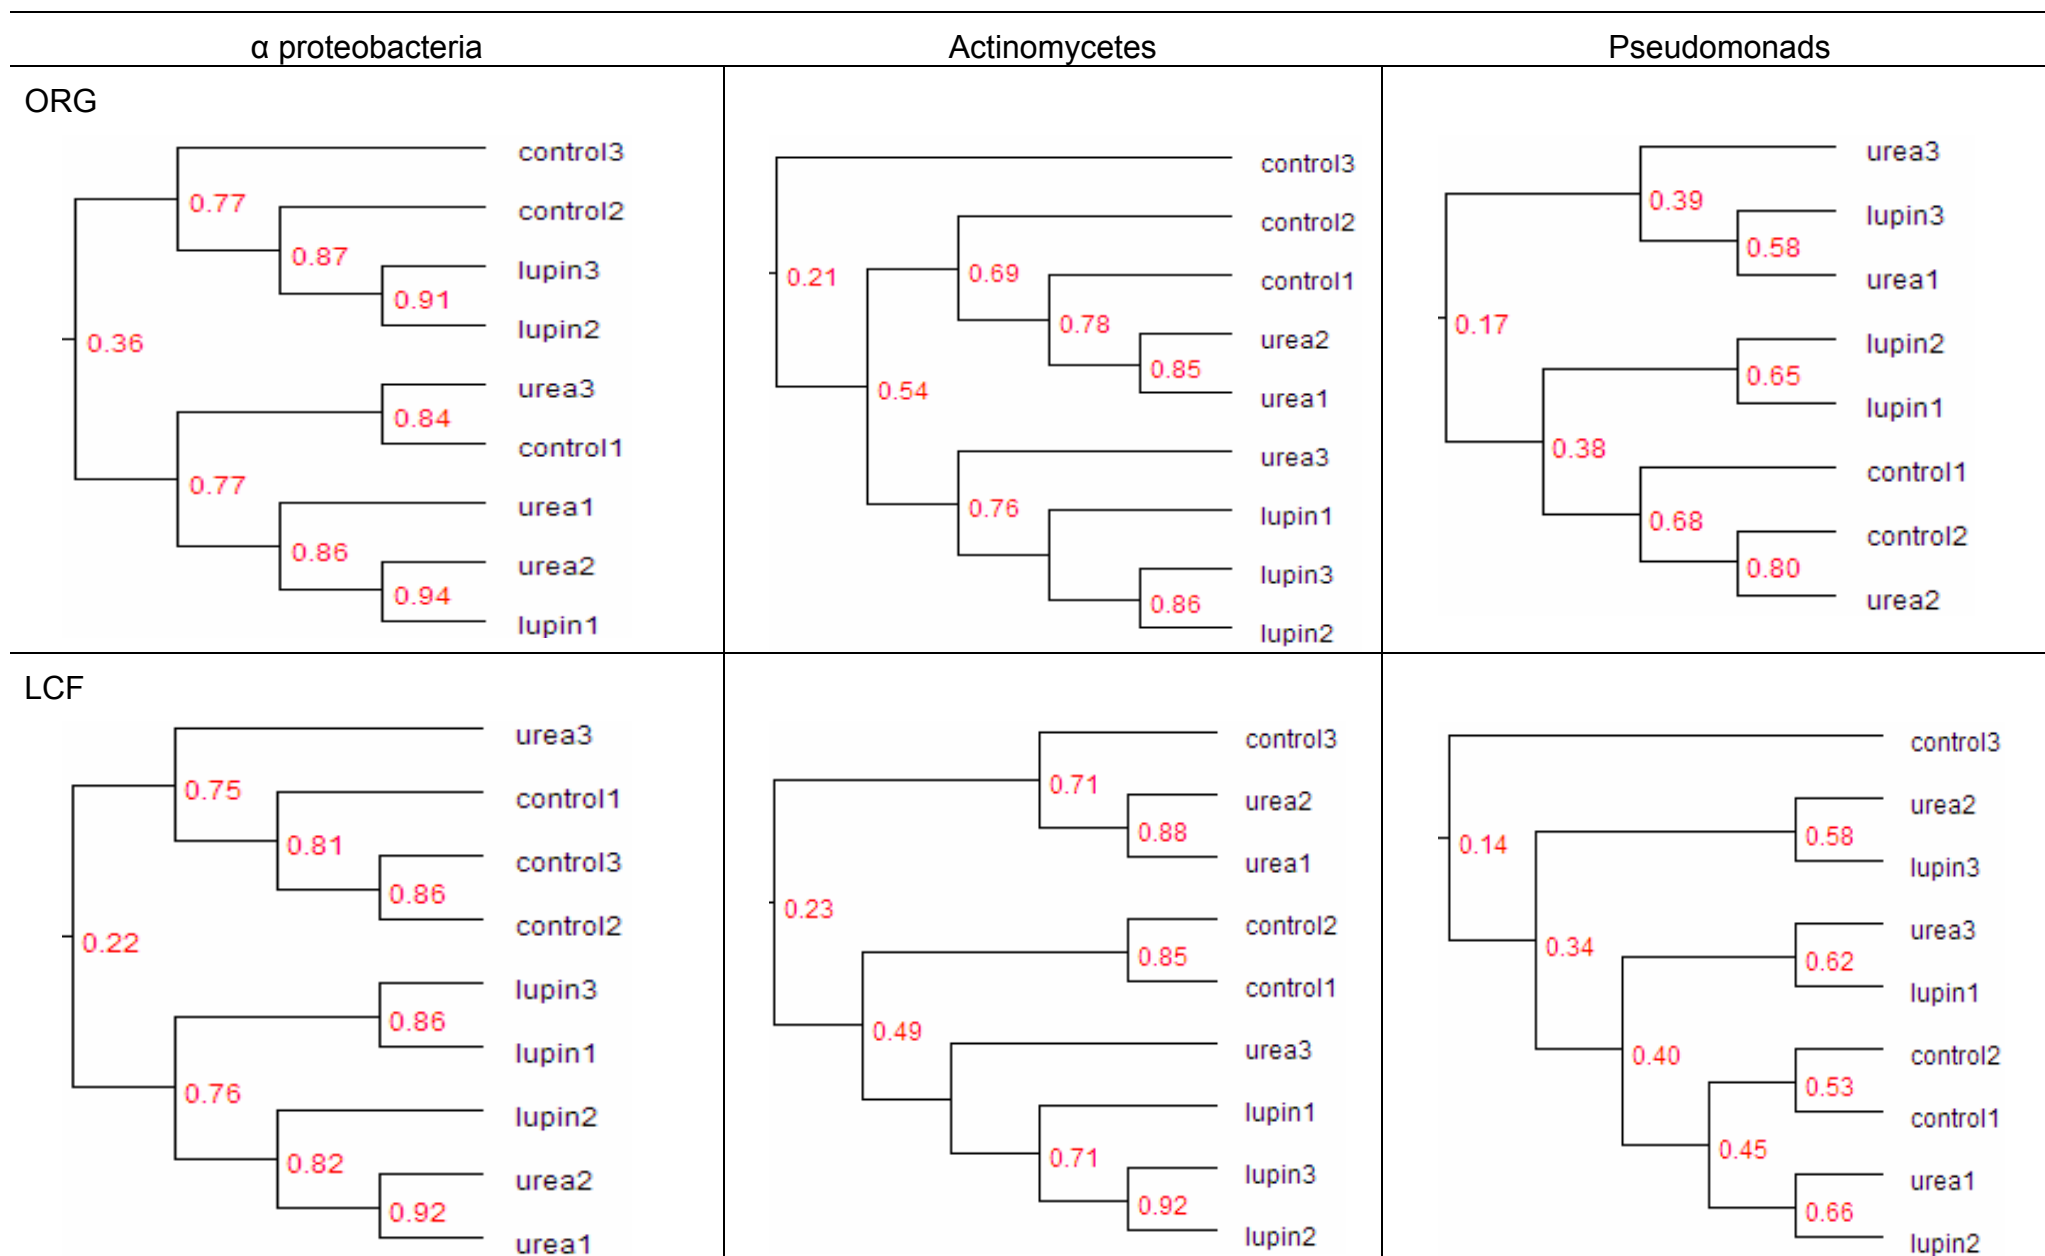 α proteobacteria
Actinomycetes
Pseudomonads
ORG
control3
0.77
control2
0.87
lupin3
0.91
lupin2
0.36
urea3
0.84
control1
0.77
urea1
0.86
urea2
0.94
lupin1
control3
control2
0.21
0.69
control1
0.78
urea2
0.85
0.54
urea1
urea3
0.76
lupin1
lupin3
0.86
lupin2
urea3
0.39
lupin3
0.58
urea1
0.17
lupin2
0.65
lupin1
0.38
control1
0.68
control2
0.80
urea2
LCF
urea3
0.75
control1
0.81
control3
0.86
control2
0.22
lupin3
0.86
lupin1
0.76
lupin2
0.82
urea2
0.92
urea1
control3
0.71
urea2
0.88
urea1
0.23
control2
0.85
control1
0.49
urea3
lupin1
0.71
lupin3
0.92
lupin2
control3
urea2
0.58
0.14
lupin3
urea3
0.34
0.62
lupin1
0.40
control2
0.53
control1
0.45
urea1
0.66
lupin2